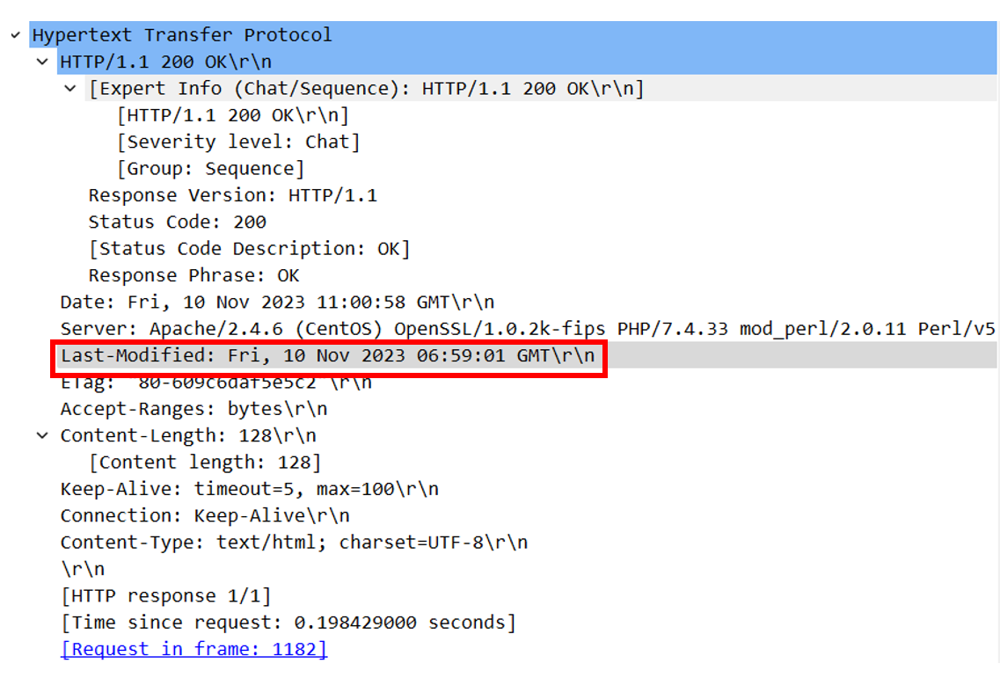 Hypertext Transfer Protocol
HTTP/1.1 200 OK\r\n
[Expert Info (Chat/Sequence): HTTP/1.1 200 OK\r\n]
[HTTP/1.1 200 OK\r\n]
[Severity level: Chat]
[Group: Sequence]
Response Version: HTTP/1.1
Status Code: 200
[Status Code Description: OK]
Response Phrase: OK
Date: Fri, 10 Nov 2023 11:00:58 GMT\r\n
Server: Apache/2.4.6 (CentOS) OpenSSL/1.0.2k-fips PHP/7.4.33 mod_perl/2.0.11 Perl/v5
Last-Modified: Fri, 10 Nov 2023 06:59:01 GMT\r\n
ETag: "80-609c6daf5e5c2"\r\n
Accept-Ranges: bytes\r\n
Content-Length: 128\r\n
[Content length: 128]
Keep-Alive: timeout=5, max=100\r\n
Connection: Keep-Alive\r\n
Content-Type: text/html; charset=UTF-8\r\n
\r\n
[HTTP response 1/1]
[Time since request: 0.198429000 seconds]
[Request in frame: 1182]